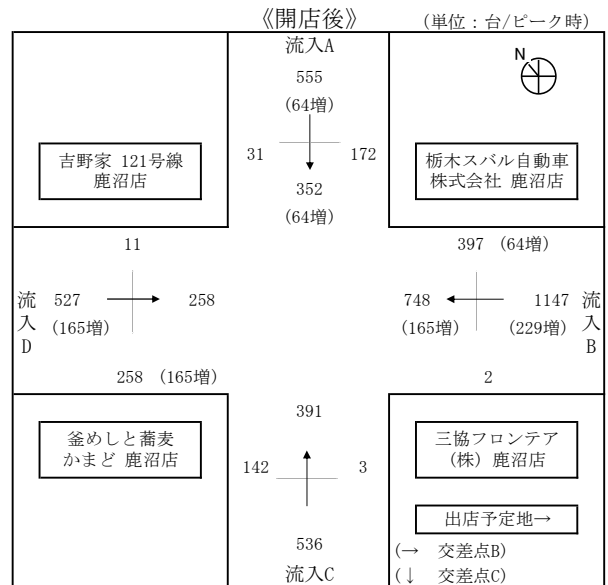 《開店後》
(単位：台/ピーク時)
流入A
N
555
(64増)
31
172
352
(64増)
吉野家 121号線
鹿沼店
栃木スバル自動車
株式会社 鹿沼店
11
397 (64増)
流入D
527
(165増)
258
748
(165増)
1147
(229増)
流入B
258 (165増)
2
391
釜めしと蕎麦
かまど 鹿沼店
三協フロンテア
(株) 鹿沼店
142
3
出店予定地→
536
流入C
(→ 交差点B)
(↓ 交差点C)